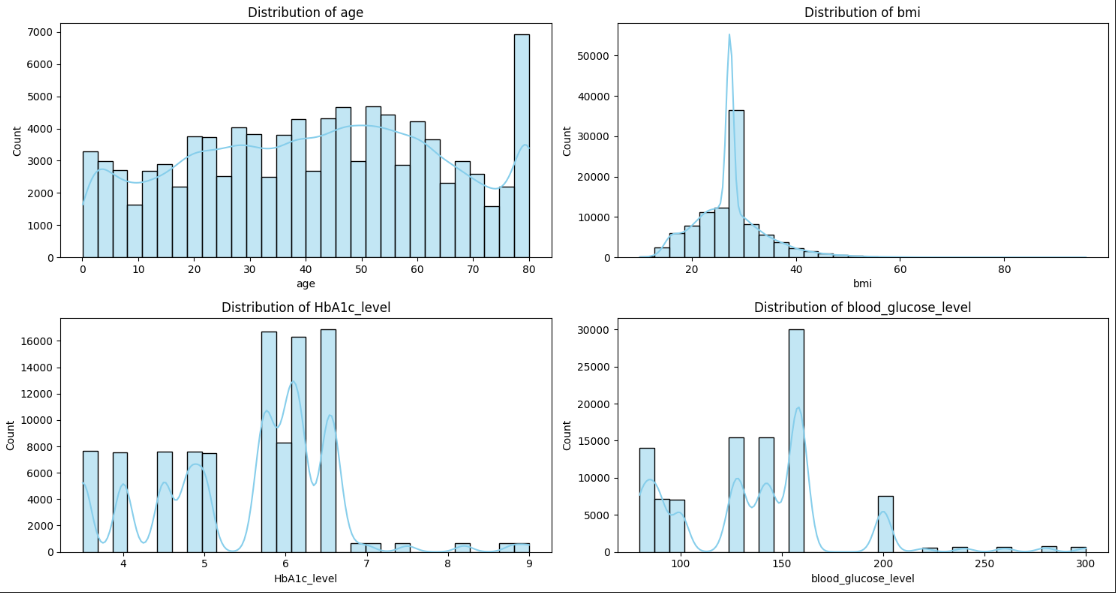 Distribution of age
7000
6000
5000
4000
3000
2000
1000
0
Count
0 10 20 30 40 50 60 70 80
age
Distribution of bmi
50000
40000
30000
20000
10000
0
Count
20 40 60 80
bmi
Distribution of HbA1c_level
16000
14000
12000
10000
8000
6000
4000
2000
0
Count
4 5 6 7 8 9
HbA1c_level
Distribution of blood_glucose_level
30000
25000
20000
15000
10000
5000
0
Count
100 150 200 250 300
blood_glucose_level